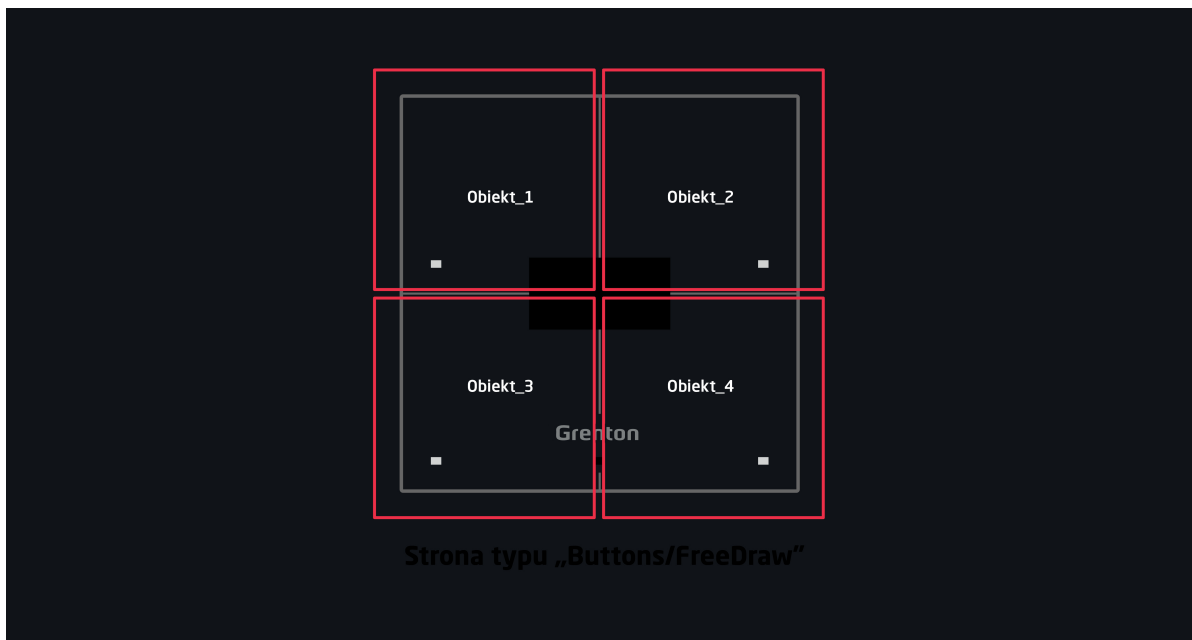 Obiekt_1
Obiekt_2
Obiekt_3
Obiekt_4
Grenton
Strona typu „Buttons/FreeDraw”